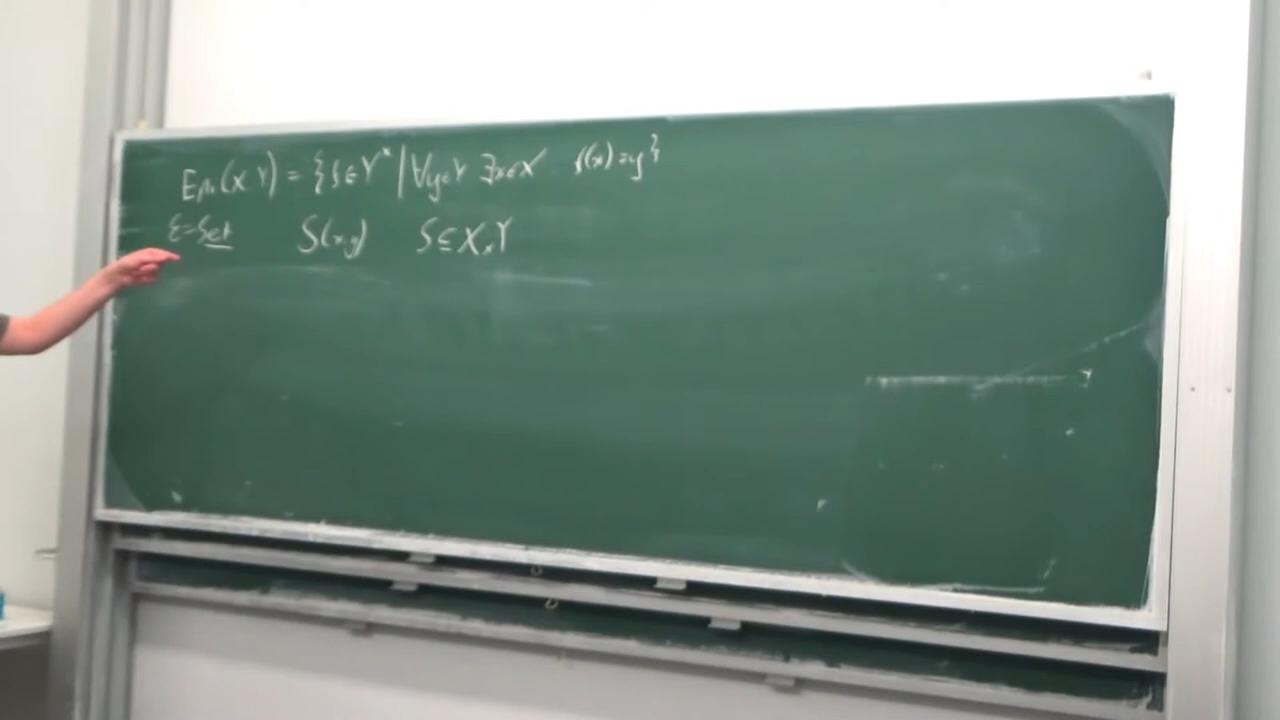 Epi(X,Y) = {f∈Y^X | ∀y∈Y ∃x∈X. f(x)=y}
ℰ=Set S(x,y) S⊆X×Y